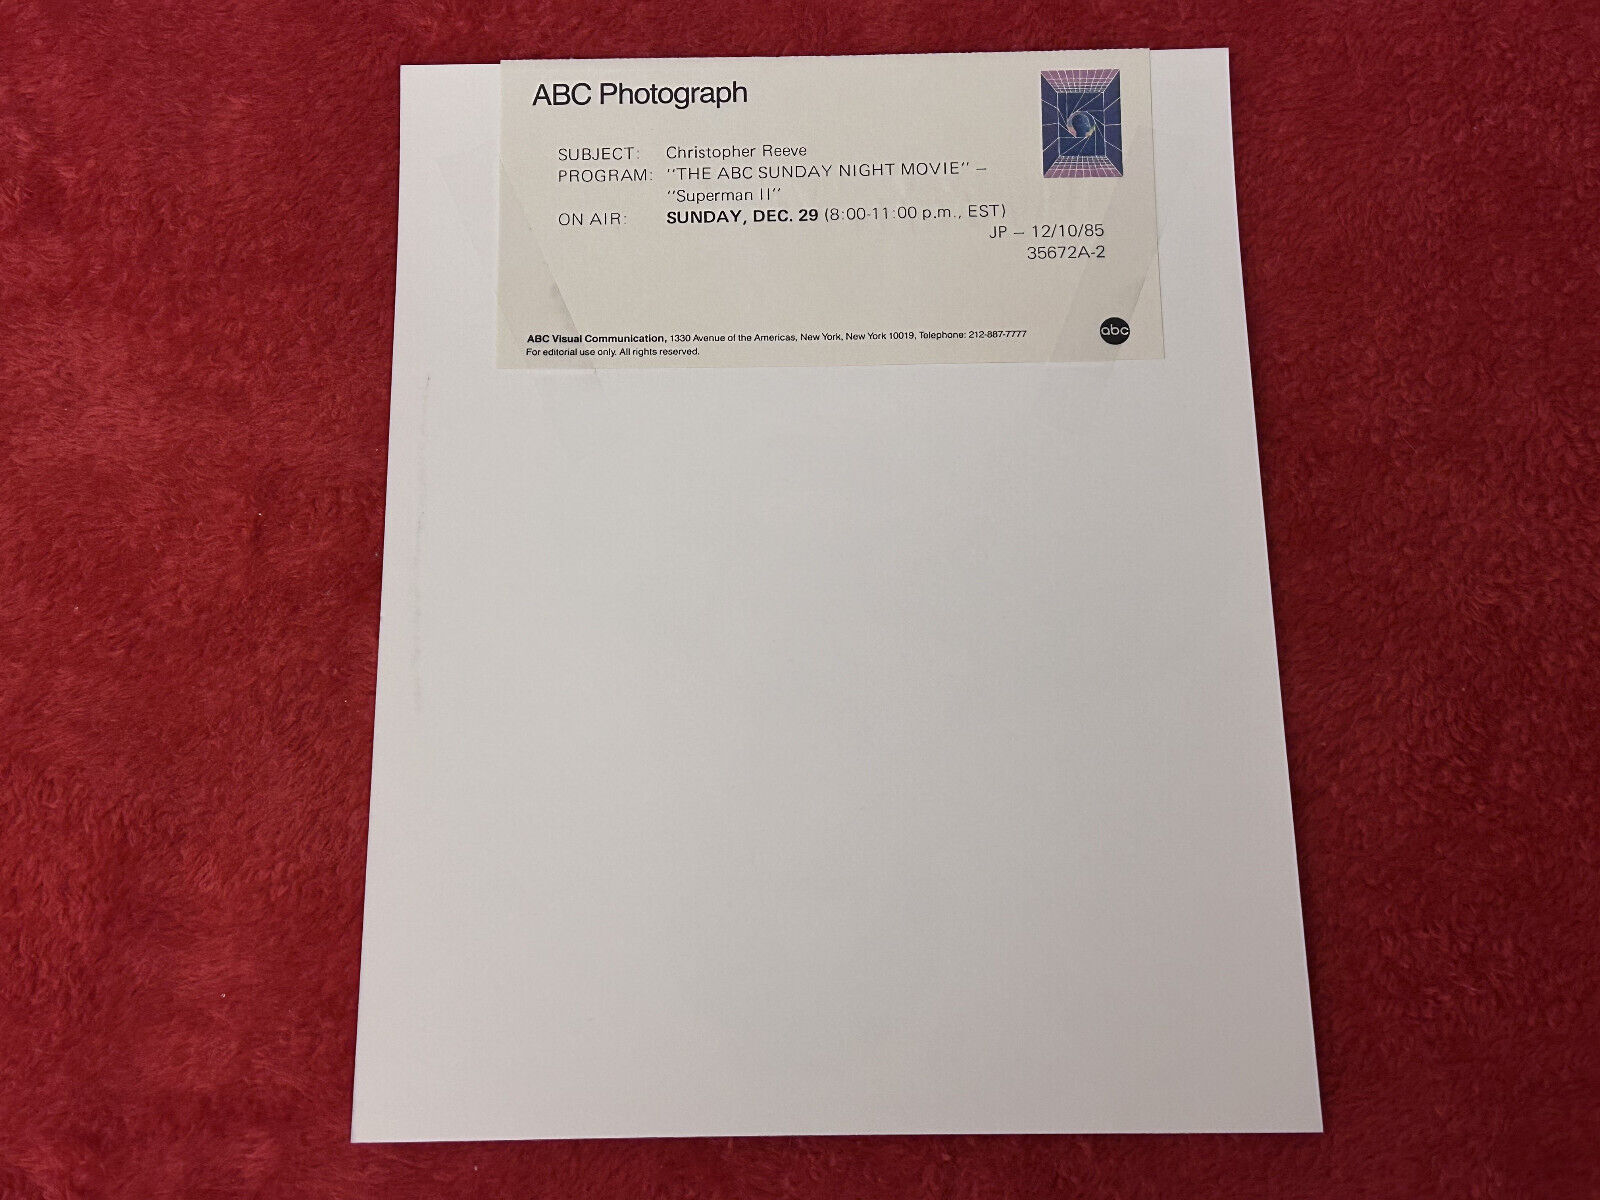 ABC Photograph
SUBJECT: Christopher Reeve
PROGRAM: "THE ABC SUNDAY NIGHT MOVIE" –
"Superman II"
ON AIR: SUNDAY, DEC. 29 (8:00-11:00 p.m., EST)
JP – 12/10/85
35672A-2
ABC Visual Communication, 1330 Avenue of the Americas, New York, New York 10019, Telephone: 212-887-7777
For editorial use only. All rights reserved.
abc